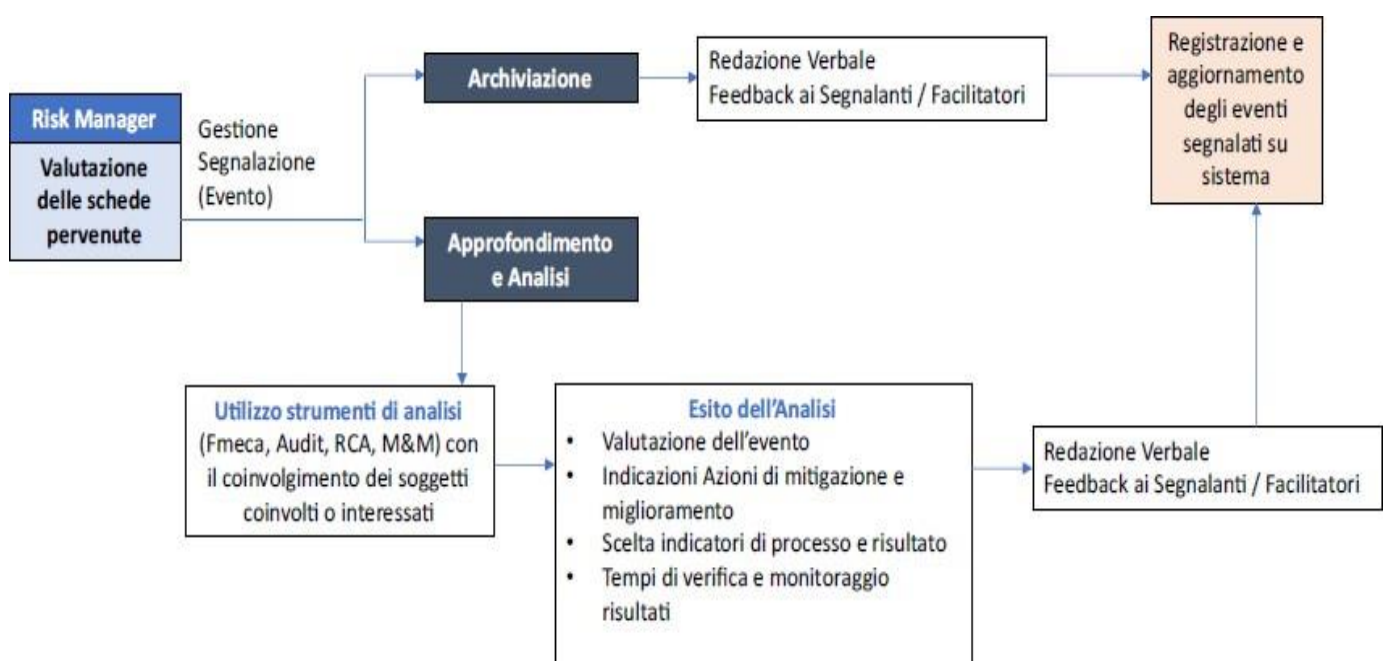 Risk Manager
Valutazione
delle schede
pervenute
Gestione
Segnalazione
(Evento)
Archiviazione
Redazione Verbale
Feedback ai Segnalanti / Facilitatori
Registrazione e
aggiornamento
degli eventi
segnalati su
sistema
Approfondimento
e Analisi
Utilizzo strumenti di analisi
(Fmeca, Audit, RCA, M&M) con
il coinvolgimento dei soggetti
coinvolti o interessati
Esito dell'Analisi
• Valutazione dell'evento
• Indicazioni Azioni di mitigazione e
miglioramento
• Scelta indicatori di processo e risultato
• Tempi di verifica e monitoraggio
risultati
Redazione Verbale
Feedback ai Segnalanti / Facilitatori